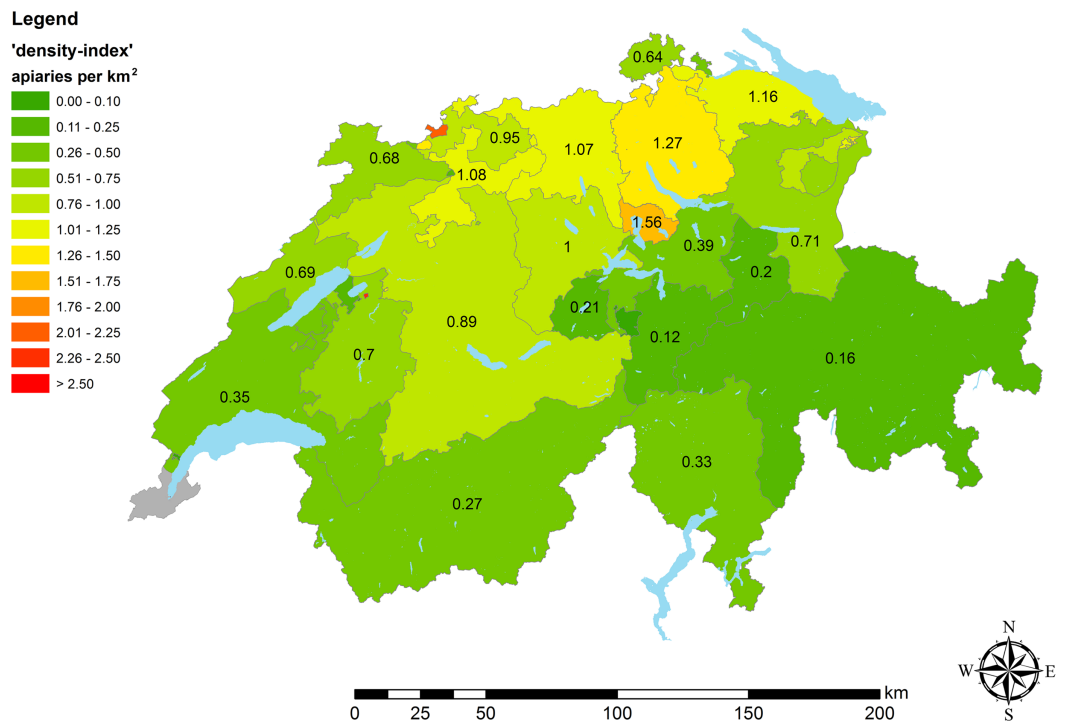 Legend
'density-index'
apiaries per km2
0.00 - 0.10
0.11 - 0.25
0.26 - 0.50
0.51 - 0.75
0.76 - 1.00
1.01 - 1.25
1.26 - 1.50
1.51 - 1.75
1.76 - 2.00
2.01 - 2.25
2.26 - 2.50
> 2.50
0.64
1.16
0.95
1.27
1.07
0.68
1.08
1.56
0.39
0.71
1
0.69
0.2
0.21
0.89
0.12
0.7
0.16
0.35
0.33
0.27
N
W E
S
km
0 25 50 100 150 200